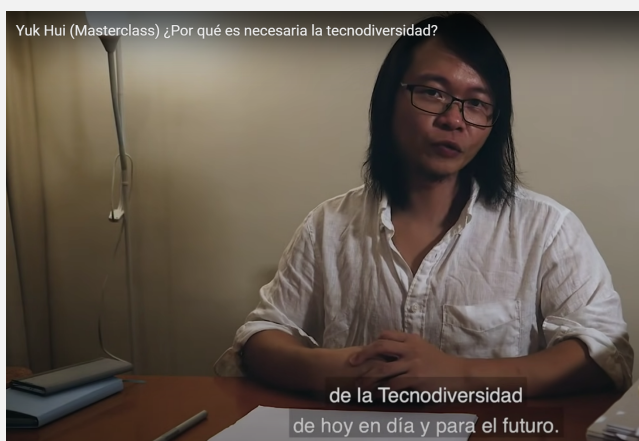 Yuk Hui (Masterclass) ¿Por qué es necesaria la tecnodiversidad?
de la Tecnodiversidad
de hoy en día y para el futuro.